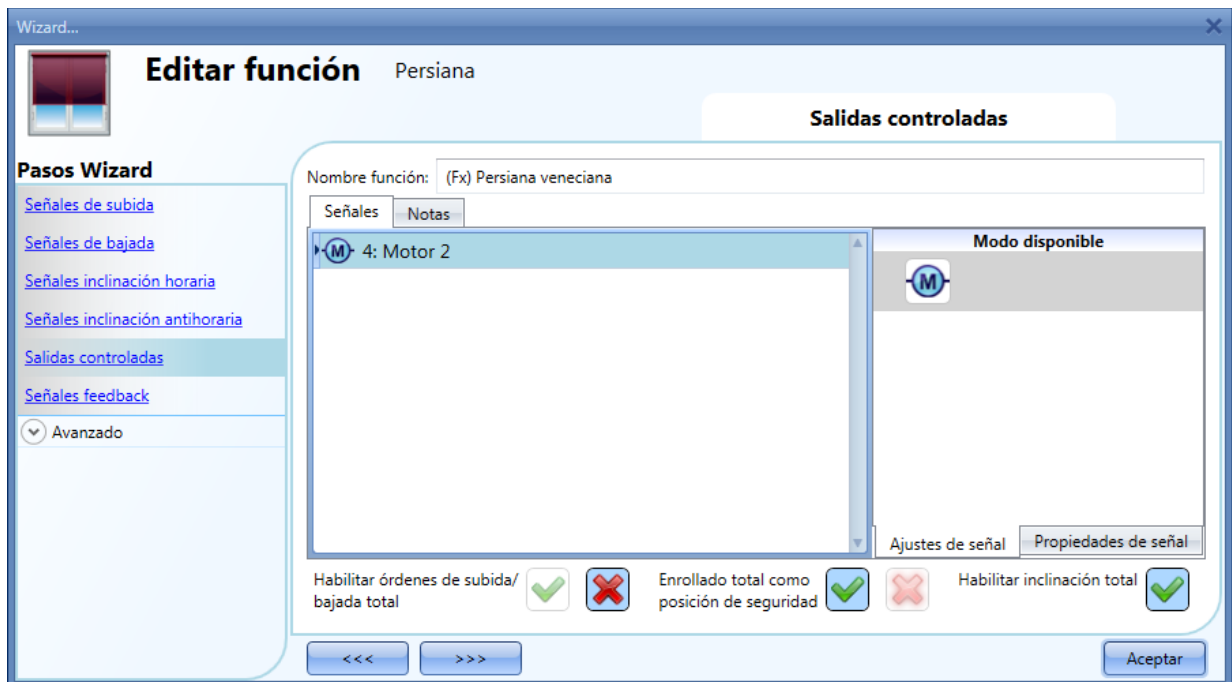 Wizard...
Editar función
Persiana
Salidas controladas
Pasos Wizard
Señales de subida
Señales de bajada
Señales inclinación horaria
Señales inclinación antihoraria
Salidas controladas
Señales feedback
Avanzado
Nombre función:
(Fx) Persiana veneciana
Señales
Notas
M 4: Motor 2
Modo disponible
M
Ajustes de señal
Propiedades de señal
Habilitar órdenes de subida/
bajada total
Enrollado total como
posición de seguridad
Habilitar inclinación total
<<<
>>>
Aceptar